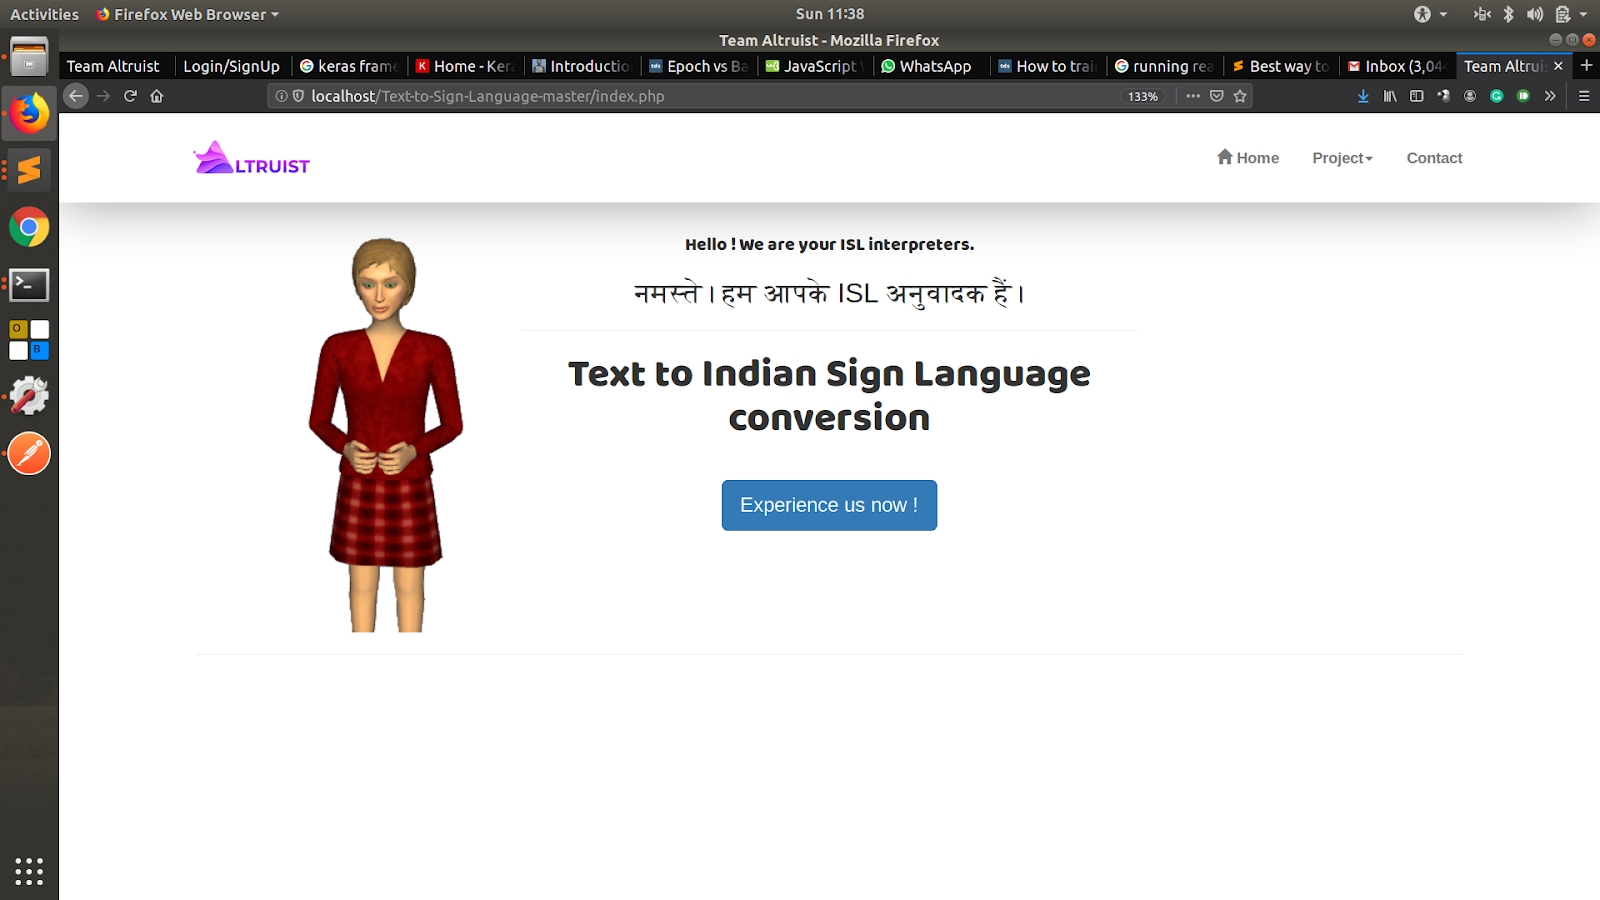 Activities
Firefox Web Browser
Sun 11:38
Team Altruist - Mozilla Firefox
Team Altruist
Login/SignUp
keras frame
Home - Kera
Introductio
Epoch vs Ba
JavaScript
WhatsApp
How to trai
running rea
Best way to
Inbox (3,044
Team Altruis
localhost/Text-to-Sign-Language-master/index.php
133%
LTRUIST
Home
Project
Contact
Hello ! We are your ISL interpreters.
नमस्ते । हम आपके ISL अनुवादक हैं ।
Text to Indian Sign Language
conversion
Experience us now !
O
B